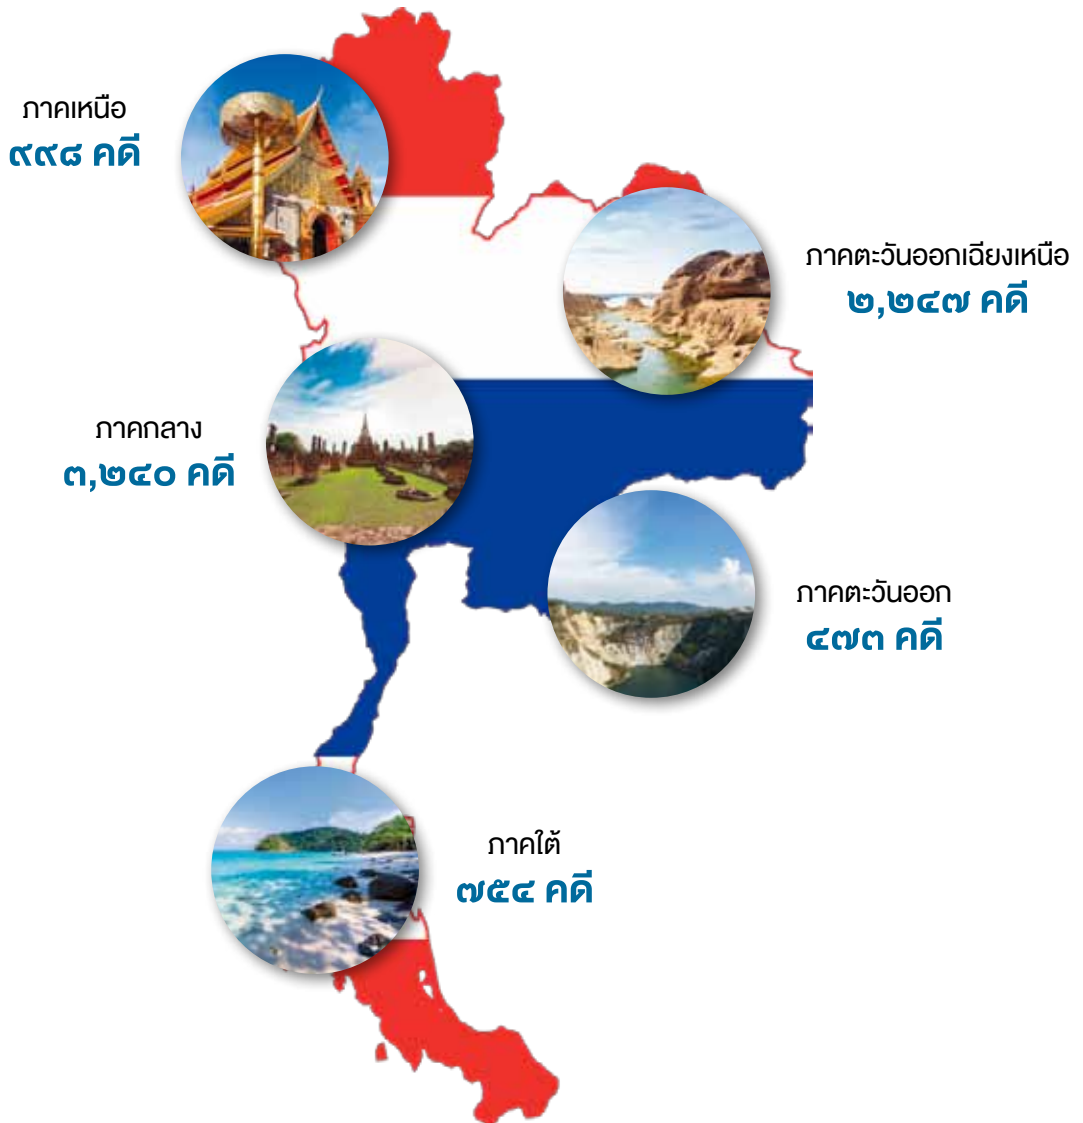 ภาคเหนือ
๙๙๘ คดี
ภาคตะวันออกเฉียงเหนือ
๒,๒๔๗ คดี
ภาคกลาง
๓,๒๔๐ คดี
ภาคตะวันออก
๔๗๓ คดี
ภาคใต้
๗๕๔ คดี